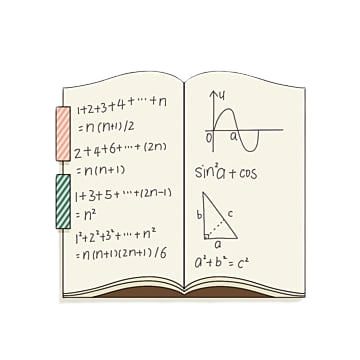 1+2+3+4+⋯+n
=n(n+1)/2
2+4+6+⋯+(2n)
=n(n+1)
1+3+5+⋯+(2n-1)
=n²
1²+2²+3²+⋯+n²
=n(n+1)(2n+1)/6
y
0 a
sin²a+cos
b c
a
a²+b²=c²